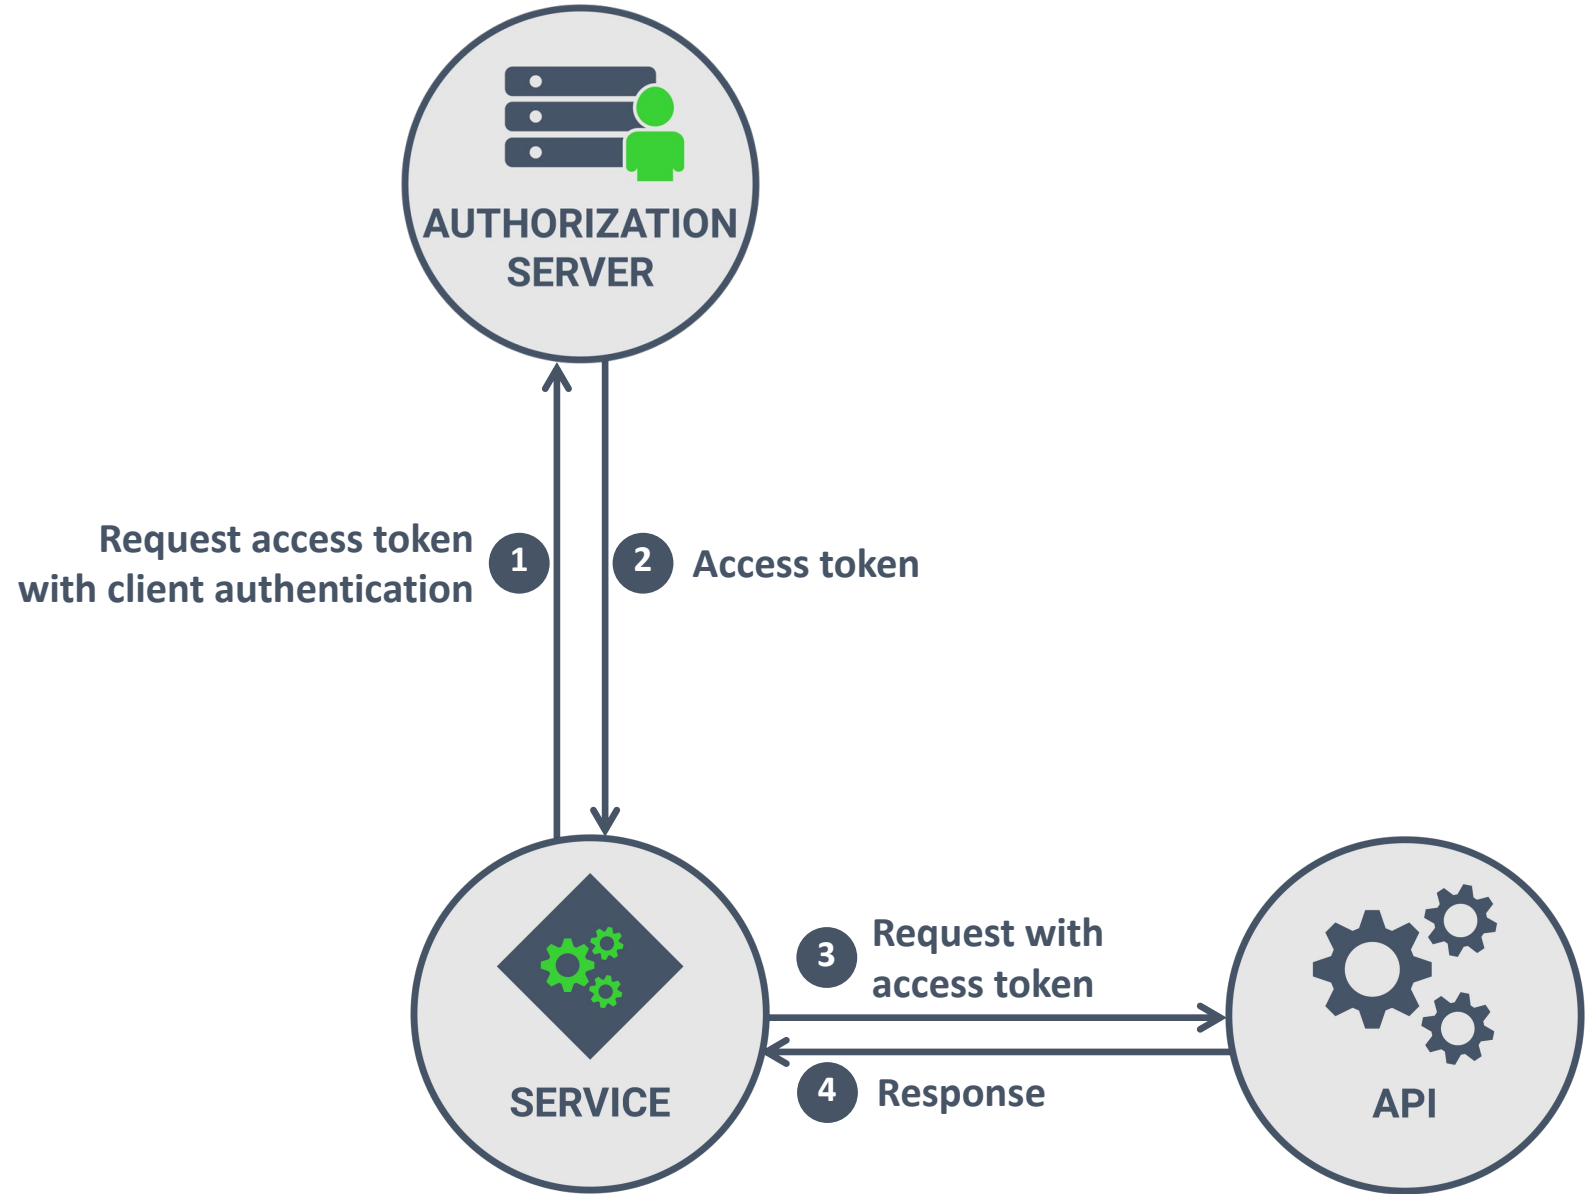 AUTHORIZATION
SERVER
Request access token
with client authentication
1
2
Access token
3
Request with
access token
4
Response
SERVICE
API